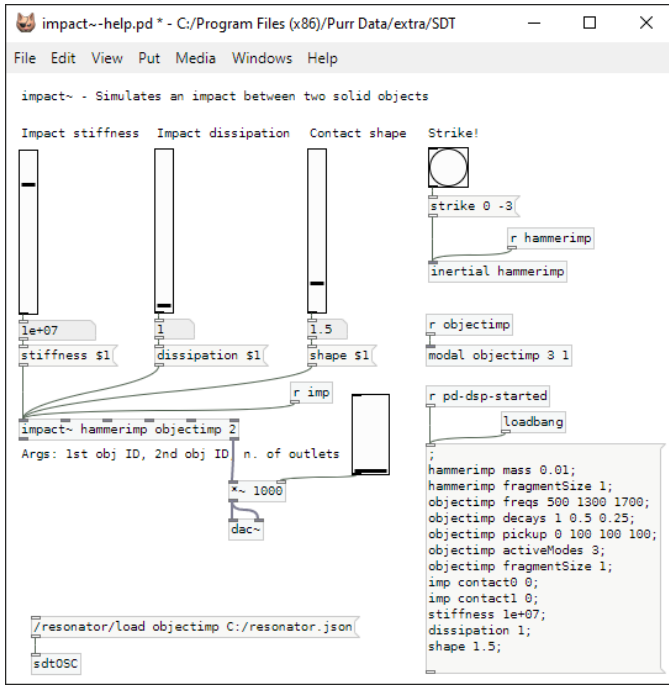 impact~-help.pd * - C:/Program Files (x86)/Purr Data/extra/SDT
File Edit View Put Media Windows Help
impact~ - Simulates an impact between two solid objects
Impact stiffness Impact dissipation Contact shape Strike!
strike 0 -3
r hammerimp
inertial hammerimp
1e+07 1 1.5
stiffness $1 dissipation $1 shape $1
r objectimp
modal objectimp 3 1
r imp
r pd-dsp-started
loadbang
impact~ hammerimp objectimp 2
Args: 1st obj ID, 2nd obj ID, n. of outlets
*~ 1000
dac~
;
hammerimp mass 0.01;
hammerimp fragmentSize 1;
objectimp freqs 500 1300 1700;
objectimp decays 1 0.5 0.25;
objectimp pickup 0 100 100 100;
objectimp activeModes 3;
objectimp fragmentSize 1;
imp contact0 0;
imp contact1 0;
stiffness 1e+07;
dissipation 1;
shape 1.5;
/resonator/load objectimp C:/resonator.json
sdtOSC